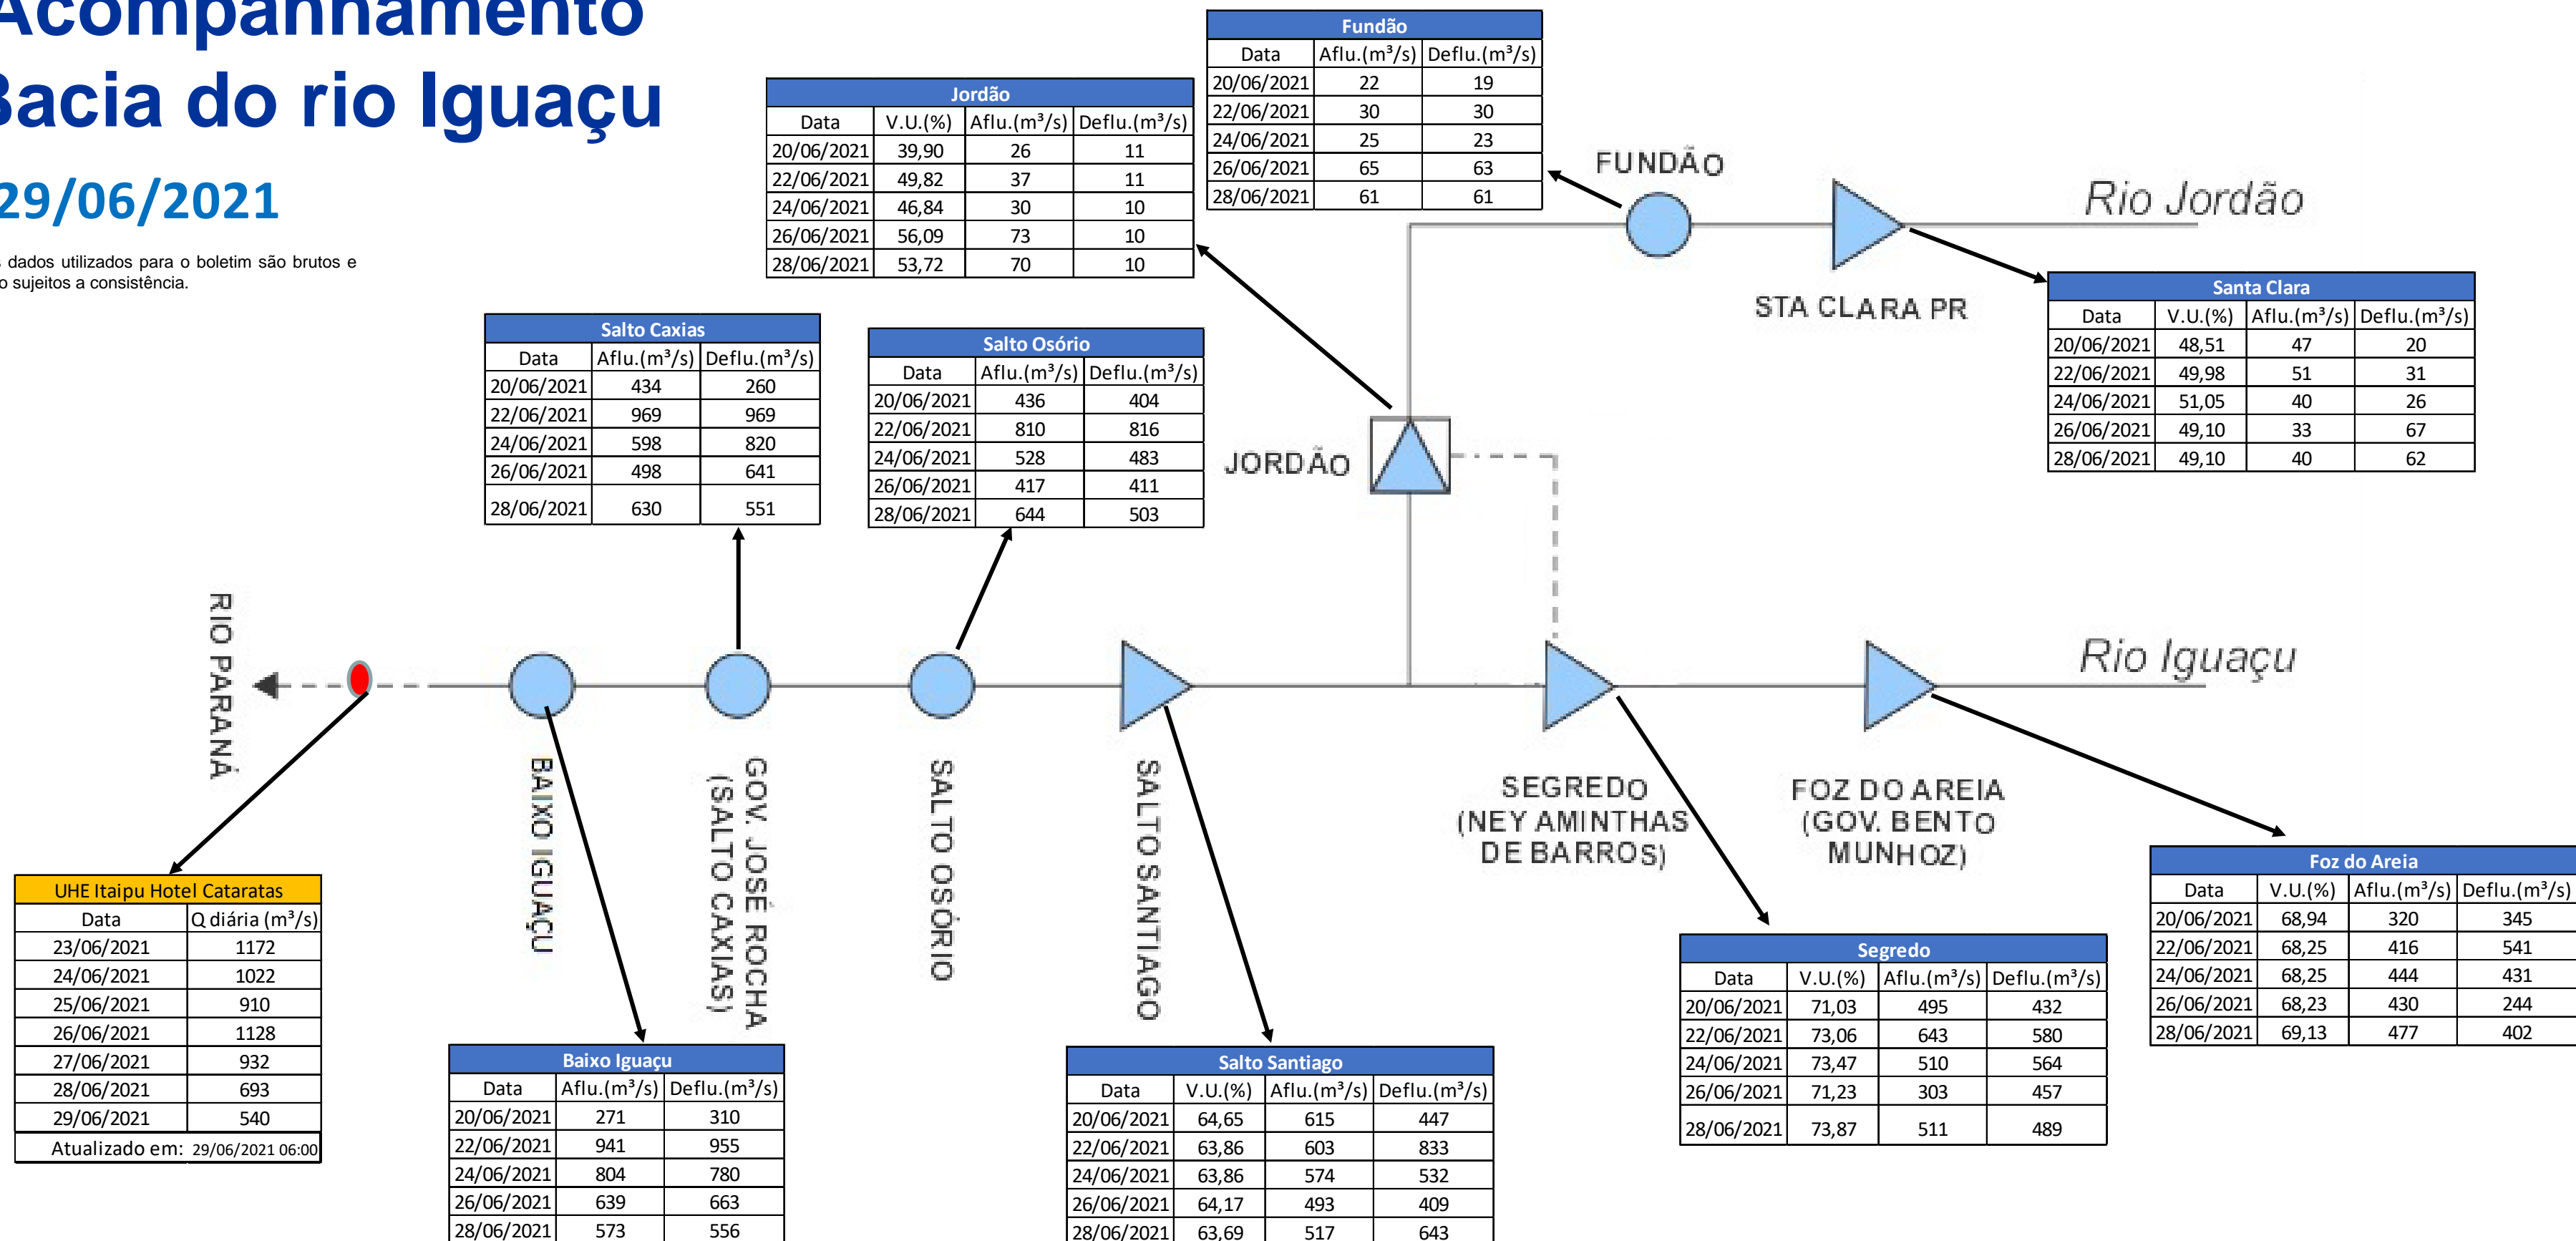 Acompanhamento
Bacia do rio Iguaçu
29/06/2021
dados utilizados para o boletim são brutos e
sujeitos a consistência.
Fundão
Data Aflu.(m³/s) Deflu.(m³/s)
20/06/2021 22 19
22/06/2021 30 30
24/06/2021 25 23
26/06/2021 65 63
28/06/2021 61 61
Jordão
Data V.U.(%) Aflu.(m³/s) Deflu.(m³/s)
20/06/2021 39,90 26 11
22/06/2021 49,82 37 11
24/06/2021 46,84 30 10
26/06/2021 56,09 73 10
28/06/2021 53,72 70 10
FUNDÃO
Rio Jordão
STA CLARA PR
Santa Clara
Data V.U.(%) Aflu.(m³/s) Deflu.(m³/s)
20/06/2021 48,51 47 20
22/06/2021 49,98 51 31
24/06/2021 51,05 40 26
26/06/2021 49,10 33 67
28/06/2021 49,10 40 62
Salto Caxias
Data Aflu.(m³/s) Deflu.(m³/s)
20/06/2021 434 260
22/06/2021 969 969
24/06/2021 598 820
26/06/2021 498 641
28/06/2021 630 551
Salto Osório
Data Aflu.(m³/s) Deflu.(m³/s)
20/06/2021 436 404
22/06/2021 810 816
24/06/2021 528 483
26/06/2021 417 411
28/06/2021 644 503
JORDÃO
RIO PARANÁ
Rio Iguaçu
BAIXO IGUAÇU
GOV. JOSÉ ROCHA
(SALTO CAXIAS)
SALTO OSÓRIO
SALTO SANTIAGO
SEGREDO
(NEY AMINTHAS
DE BARROS)
FOZ DO AREIA
(GOV. BENTO
MUNHOZ)
UHE Itaipu Hotel Cataratas
Data Q diária (m³/s)
23/06/2021 1172
24/06/2021 1022
25/06/2021 910
26/06/2021 1128
27/06/2021 932
28/06/2021 693
29/06/2021 540
Atualizado em: 29/06/2021 06:00
Baixo Iguaçu
Data Aflu.(m³/s) Deflu.(m³/s)
20/06/2021 271 310
22/06/2021 941 955
24/06/2021 804 780
26/06/2021 639 663
28/06/2021 573 556
Salto Santiago
Data V.U.(%) Aflu.(m³/s) Deflu.(m³/s)
20/06/2021 64,65 615 447
22/06/2021 63,86 603 833
24/06/2021 63,86 574 532
26/06/2021 64,17 493 409
28/06/2021 63,69 517 643
Segredo
Data V.U.(%) Aflu.(m³/s) Deflu.(m³/s)
20/06/2021 71,03 495 432
22/06/2021 73,06 643 580
24/06/2021 73,47 510 564
26/06/2021 71,23 303 457
28/06/2021 73,87 511 489
Foz do Areia
Data V.U.(%) Aflu.(m³/s) Deflu.(m³/s)
20/06/2021 68,94 320 345
22/06/2021 68,25 416 541
24/06/2021 68,25 444 431
26/06/2021 68,23 430 244
28/06/2021 69,13 477 402